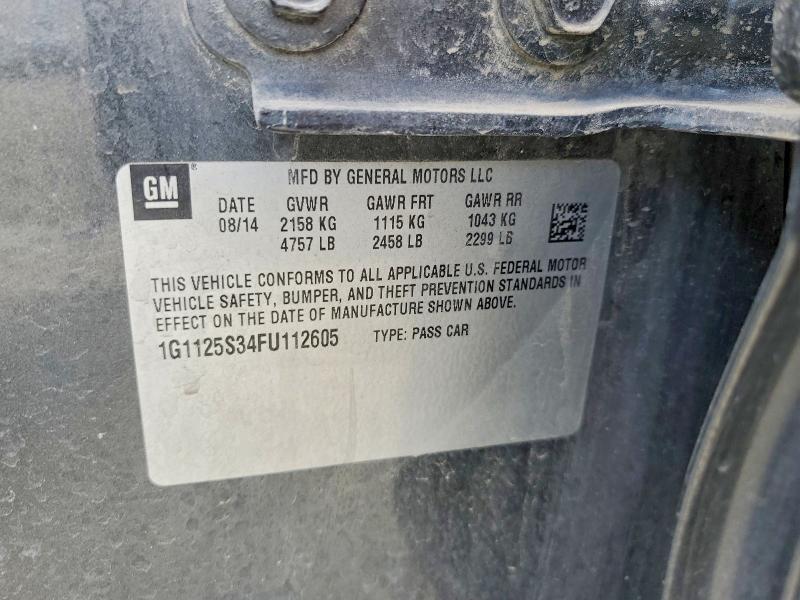 GM
MFD BY GENERAL MOTORS LLC
DATE GVWR GAWR FRT GAWR RR
08/14 2158 KG 1115 KG 1043 KG
4757 LB 2458 LB 2299 LB
THIS VEHICLE CONFORMS TO ALL APPLICABLE U.S. FEDERAL MOTOR
VEHICLE SAFETY, BUMPER, AND THEFT PREVENTION STANDARDS IN
EFFECT ON THE DATE OF MANUFACTURE SHOWN ABOVE.
1G1125S34FU112605 TYPE: PASS CAR